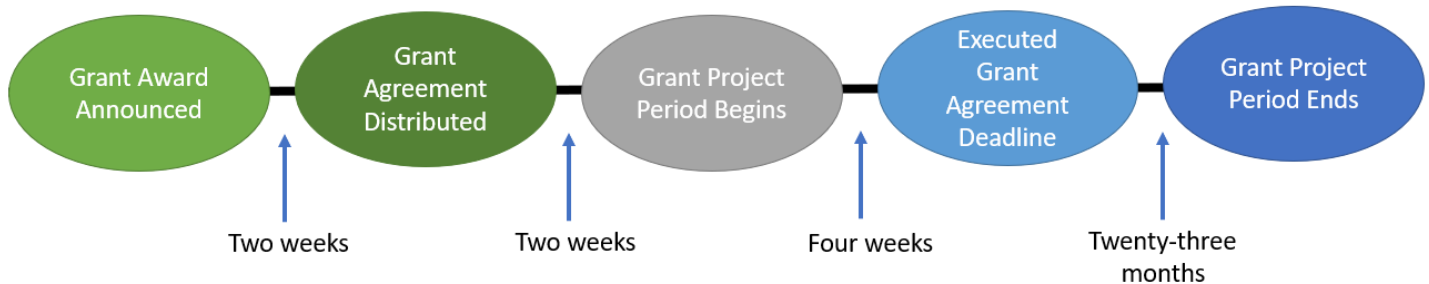 Grant Award
Announced
Grant
Agreement
Distributed
Grant Project
Period Begins
Executed
Grant
Agreement
Deadline
Grant Project
Period Ends
Two weeks
Two weeks
Four weeks
Twenty-three
months